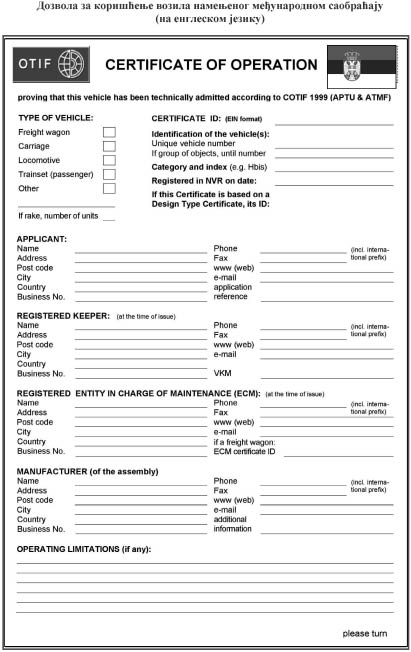 Дозвола за коришћење возила намењеног међународном саобраћају
(на енглеском језику)
OTIF
CERTIFICATE OF OPERATION
proving that this vehicle has been technically admitted according to COTIF 1999 (APTU & ATMF)
TYPE OF VEHICLE:
Freight wagon
Carriage
Locomotive
Trainset (passenger)
Other
If rake, number of units
CERTIFICATE ID: (EIN format)
Identification of the vehicle(s):
Unique vehicle number
If group of objects, until number
Category and index (e.g. Hbis)
Registered in NVR on date:
If this Certificate is based on a
Design Type Certificate, its ID:
APPLICANT:
Name Phone (incl. interna-
Address Fax tional prefix)
Post code www (web)
City e-mail
Country application
Business No. reference
REGISTERED KEEPER: (at the time of issue)
Name Phone (incl. interna-
Address Fax tional prefix)
Post code www (web)
City e-mail
Country
Business No. VKM
REGISTERED ENTITY IN CHARGE OF MAINTENANCE (ECM): (at the time of issue)
Name Phone (incl. interna-
Address Fax tional prefix)
Post code www (web)
City e-mail
Country if a freight wagon:
Business No. ECM certificate ID
MANUFACTURER (of the assembly)
Name Phone (incl. interna-
Address Fax tional prefix)
Post code www (web)
City e-mail
Country additional
Business No. information
OPERATING LIMITATIONS (if any):
please turn